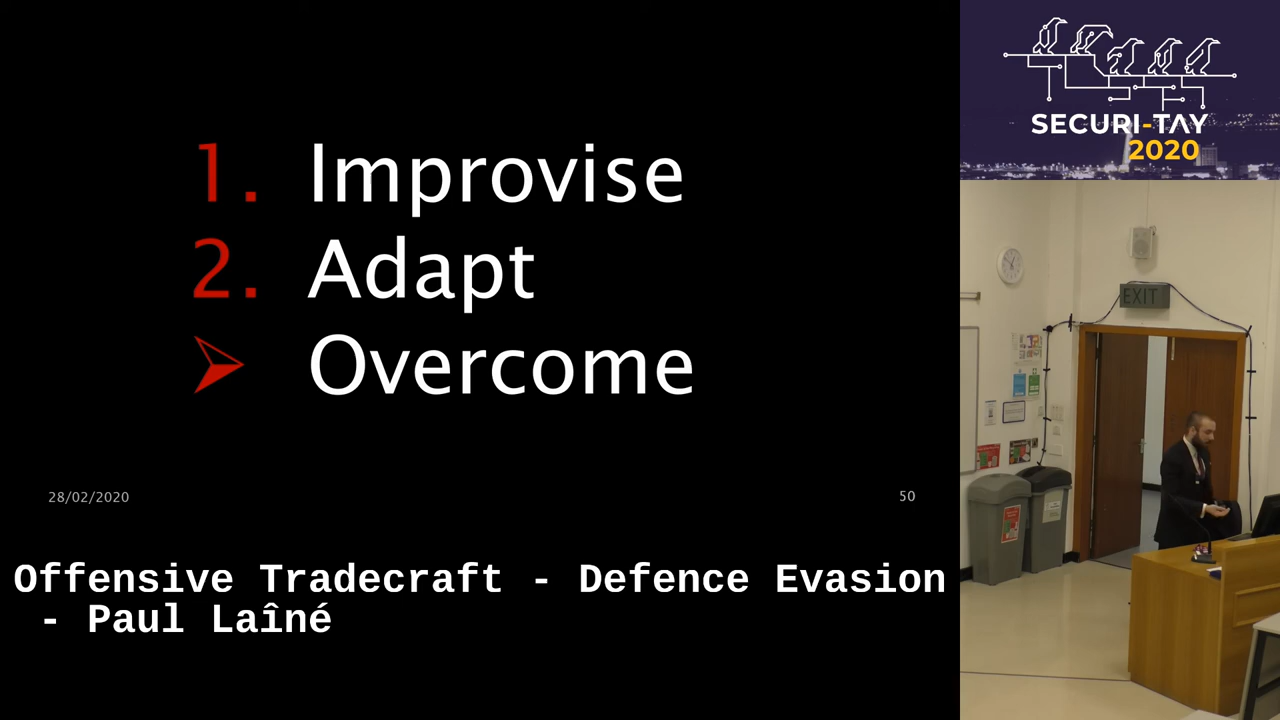 SECURI-TAY
2020
1. Improvise
2. Adapt
➢ Overcome
28/02/2020
50
EXIT
Offensive Tradecraft - Defence Evasion
- Paul Laîné